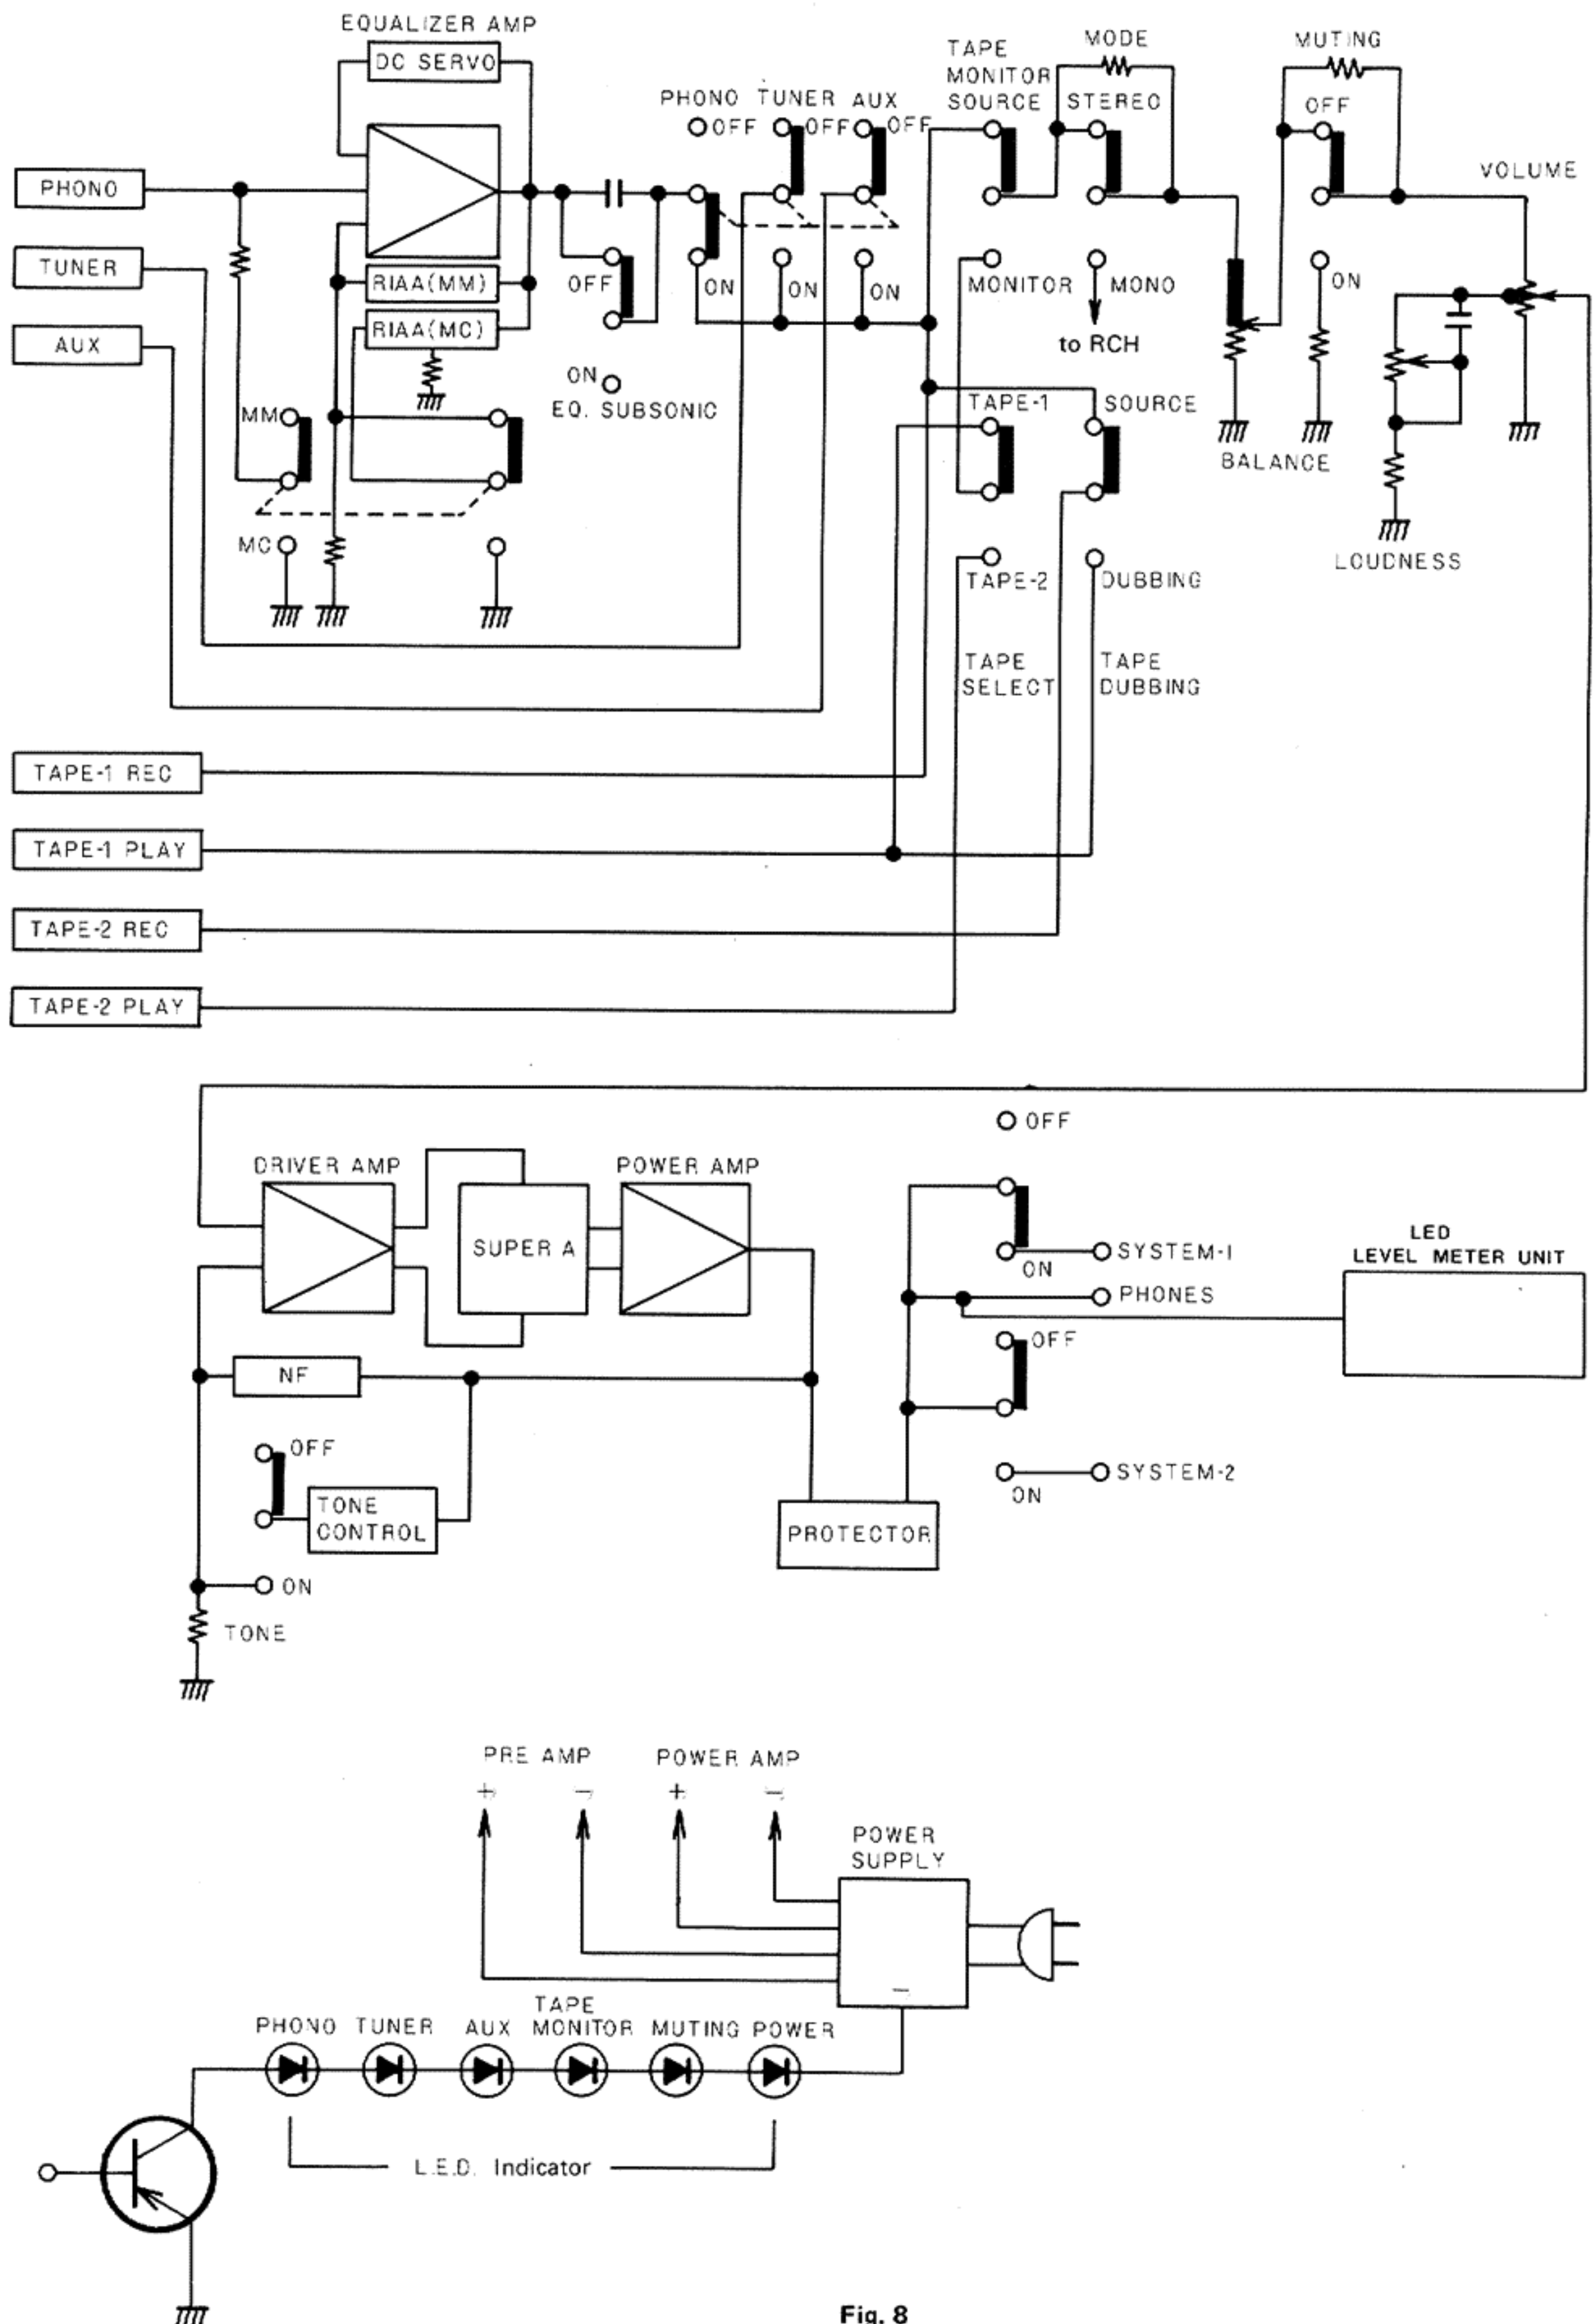 EQUALIZER AMP
DC SERVO
PHONO TUNER AUX
OFF OFF OFF
TAPE
MONITOR
SOURCE
MODE
STEREO
MUTING
OFF
VOLUME
PHONO
TUNER
AUX
RIAA(MM)
RIAA(MC)
OFF
ON
EQ. SUBSONIC
ON ON ON
MONITOR
MONO
to RCH
ON
MM
MC
TAPE-1
SOURCE
BALANCE
LOUDNESS
TAPE-2
DUBBING
TAPE
SELECT
TAPE
DUBBING
TAPE-1 REC
TAPE-1 PLAY
TAPE-2 REC
TAPE-2 PLAY
DRIVER AMP
SUPER A
POWER AMP
OFF
ON
SYSTEM-1
PHONES
OFF
ON
SYSTEM-2
LED
LEVEL METER UNIT
NF
OFF
TONE
CONTROL
ON
TONE
PROTECTOR
PRE AMP
POWER AMP
+ − + −
POWER
SUPPLY
−
PHONO TUNER AUX
TAPE
MONITOR
MUTING POWER
L.E.D. Indicator
Fig. 8